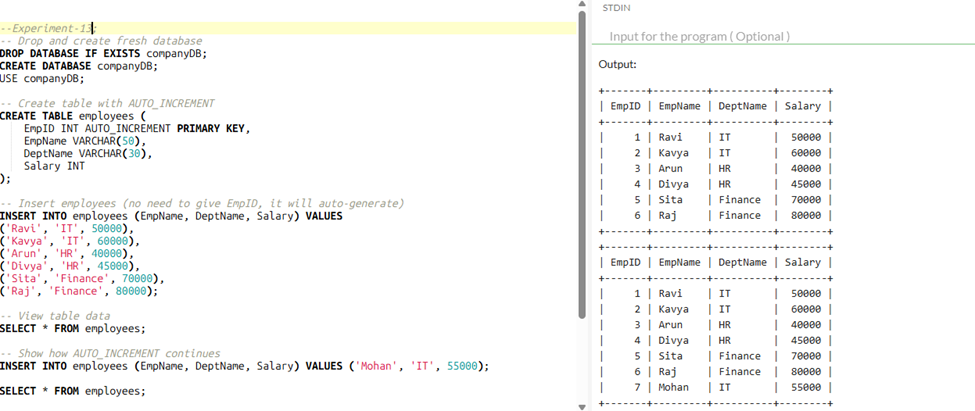 --Experiment-13;
-- Drop and create fresh database
DROP DATABASE IF EXISTS companyDB;
CREATE DATABASE companyDB;
USE companyDB;
-- Create table with AUTO_INCREMENT
CREATE TABLE employees (
EmpID INT AUTO_INCREMENT PRIMARY KEY,
EmpName VARCHAR(50),
DeptName VARCHAR(30),
Salary INT
);
-- Insert employees (no need to give EmpID, it will auto-generate)
INSERT INTO employees (EmpName, DeptName, Salary) VALUES
('Ravi', 'IT', 50000),
('Kavya', 'IT', 60000),
('Arun', 'HR', 40000),
('Divya', 'HR', 45000),
('Sita', 'Finance', 70000),
('Raj', 'Finance', 80000);
-- View table data
SELECT * FROM employees;
-- Show how AUTO_INCREMENT continues
INSERT INTO employees (EmpName, DeptName, Salary) VALUES ('Mohan', 'IT', 55000);
SELECT * FROM employees;
STDIN
Input for the program ( Optional )
Output:
+-------+---------+----------+--------+
| EmpID | EmpName | DeptName | Salary |
+-------+---------+----------+--------+
|     1 | Ravi    | IT       |  50000 |
|     2 | Kavya   | IT       |  60000 |
|     3 | Arun    | HR       |  40000 |
|     4 | Divya   | HR       |  45000 |
|     5 | Sita    | Finance  |  70000 |
|     6 | Raj     | Finance  |  80000 |
+-------+---------+----------+--------+
+-------+---------+----------+--------+
| EmpID | EmpName | DeptName | Salary |
+-------+---------+----------+--------+
|     1 | Ravi    | IT       |  50000 |
|     2 | Kavya   | IT       |  60000 |
|     3 | Arun    | HR       |  40000 |
|     4 | Divya   | HR       |  45000 |
|     5 | Sita    | Finance  |  70000 |
|     6 | Raj     | Finance  |  80000 |
|     7 | Mohan   | IT       |  55000 |
+-------+---------+----------+--------+